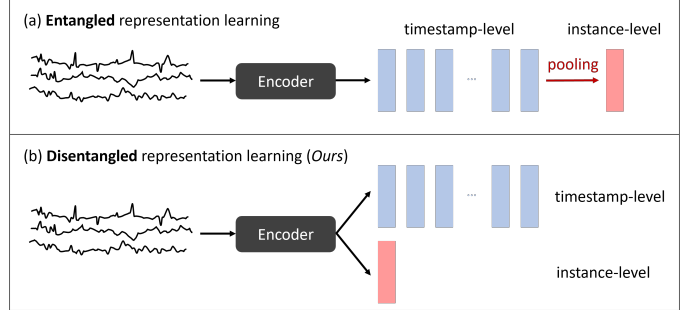 (a) Entangled representation learning
timestamp-level
instance-level
Encoder
...
pooling
(b) Disentangled representation learning (Ours)
Encoder
...
timestamp-level
instance-level